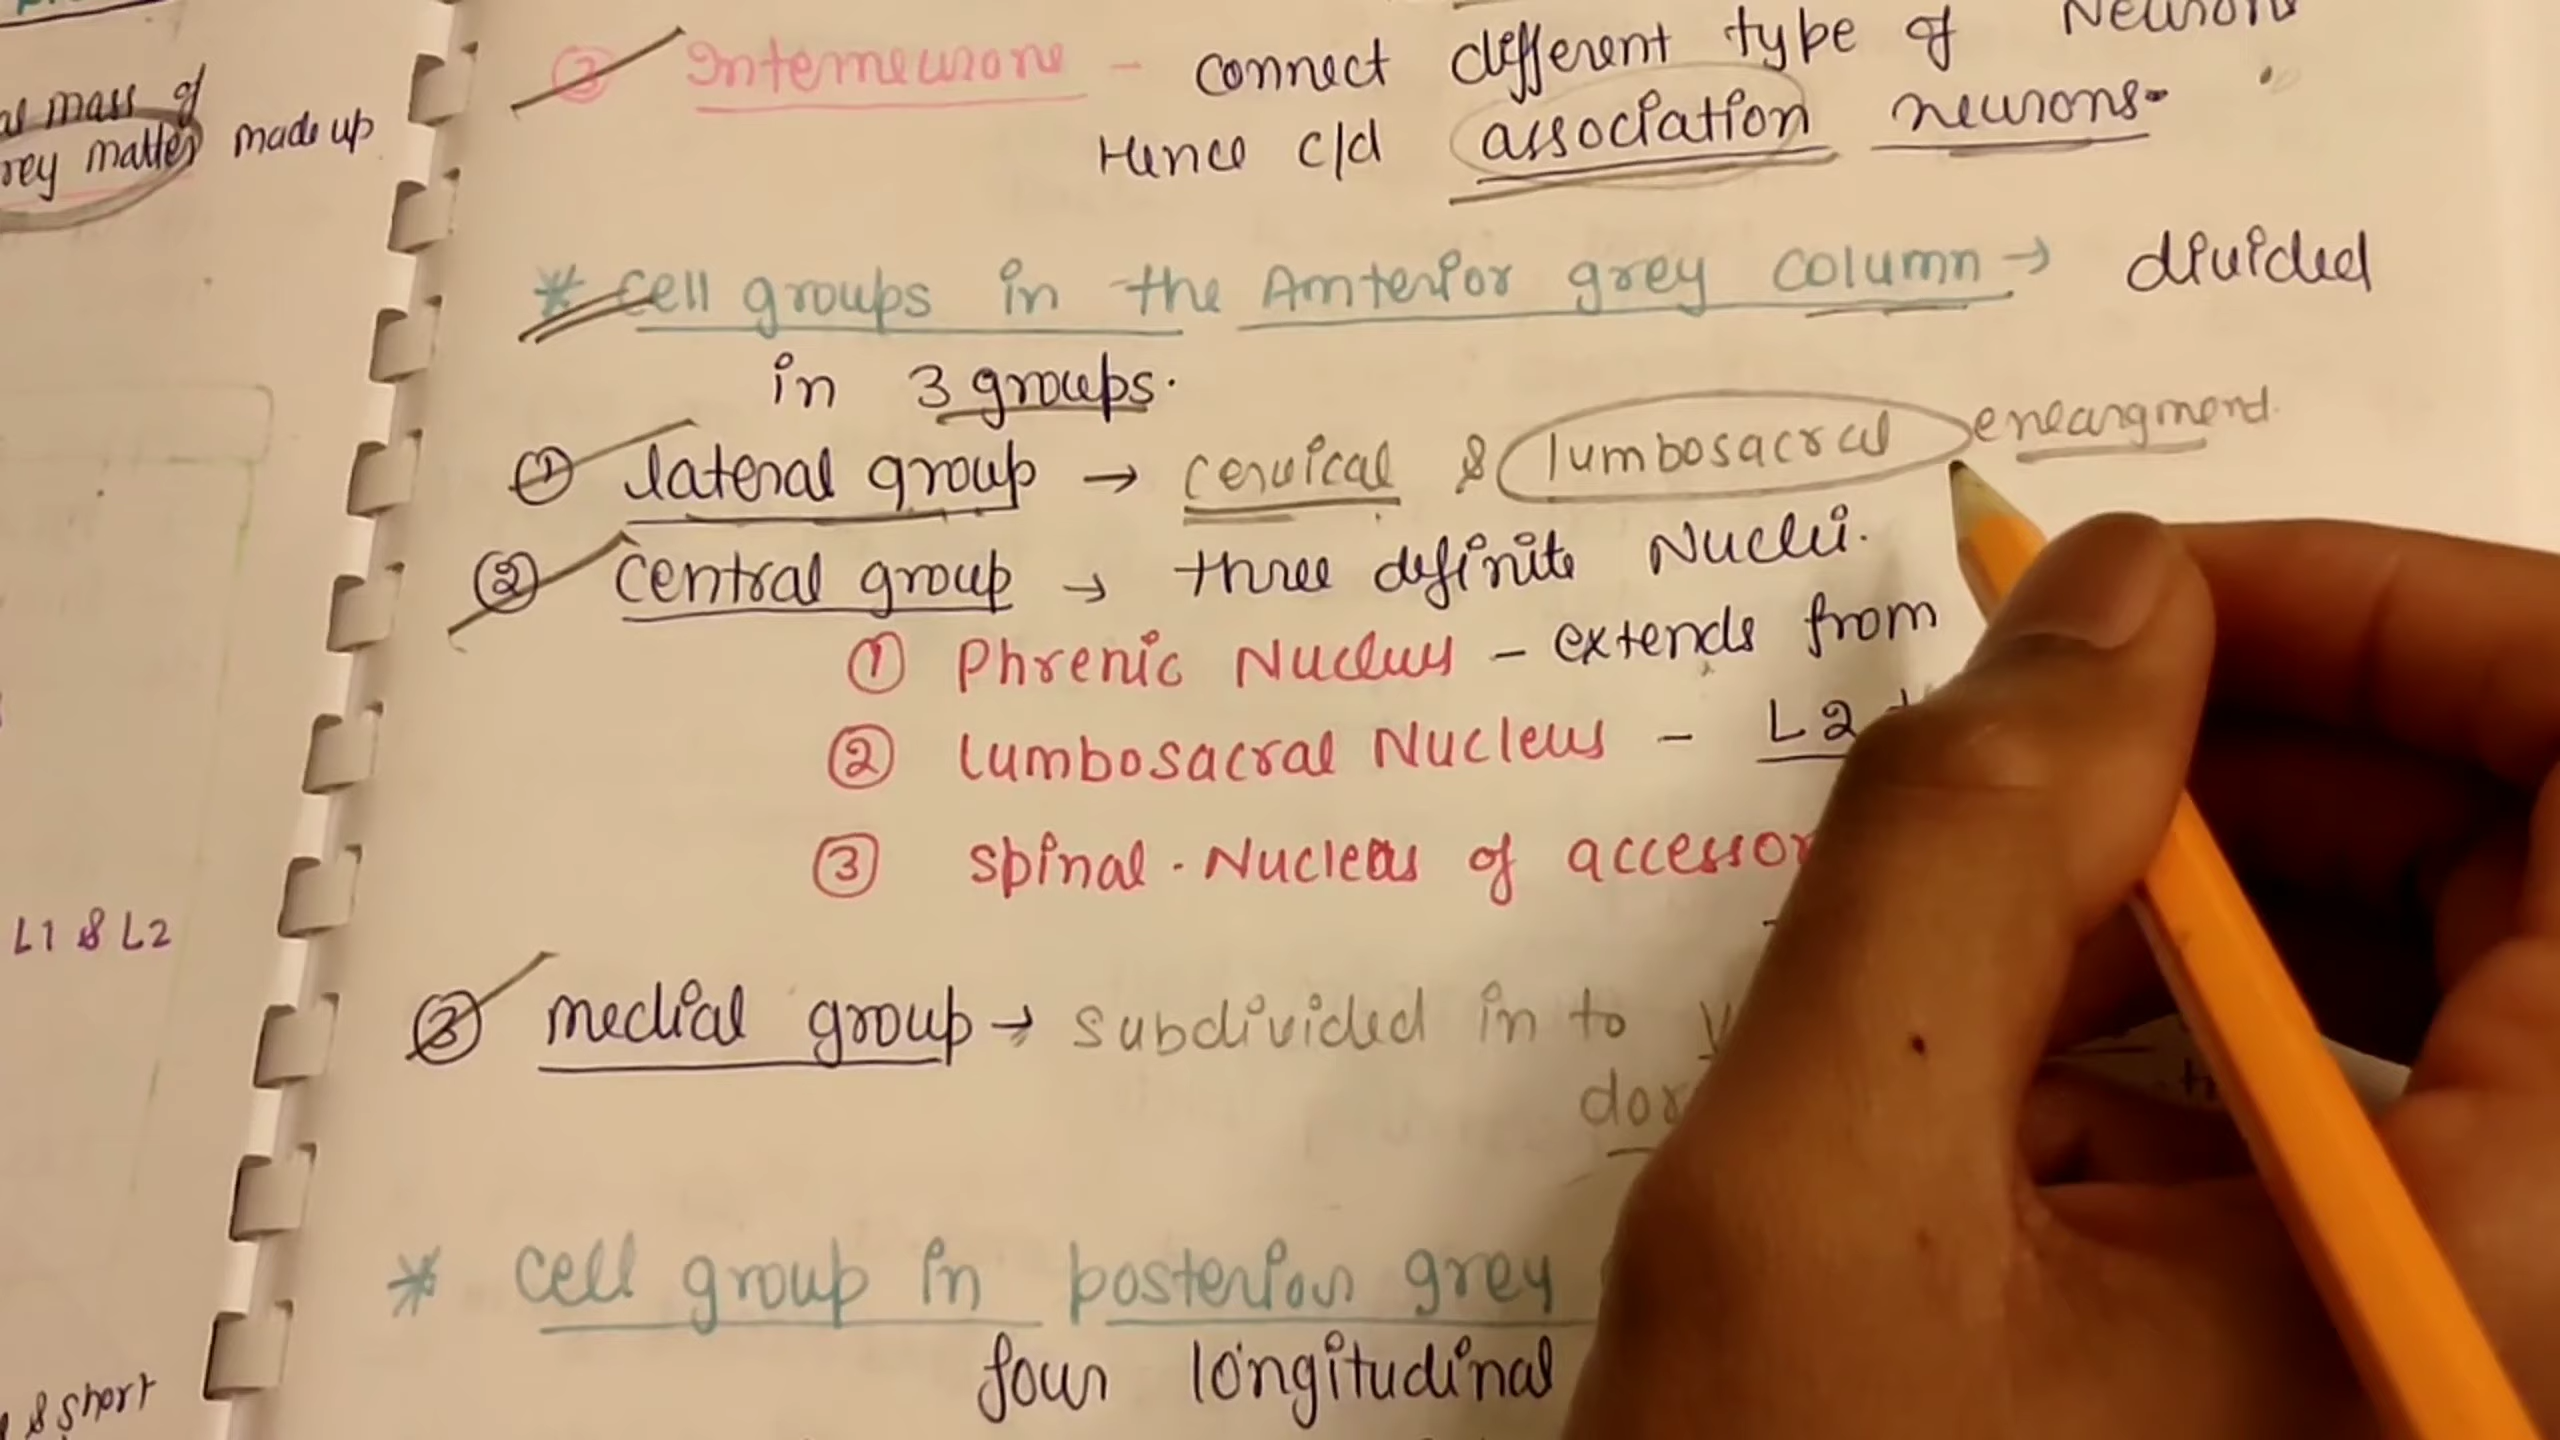 mass of
matter made up
L1 & L2
& short
③ Interneurons - connect different type of Neurons
Hence c/d association neurons.
* Cell groups in the Anterior grey column → divided
in 3 groups.
① lateral group → cervical & lumbosacral enlargment.
② Central group → three definite Nuclei.
① Phrenic Nucleus - extends from
② Lumbosacral Nucleus - L2
③ Spinal Nucleus of
③ medial group → subdivided in to
* Cell group in posterior grey
four longitudinal